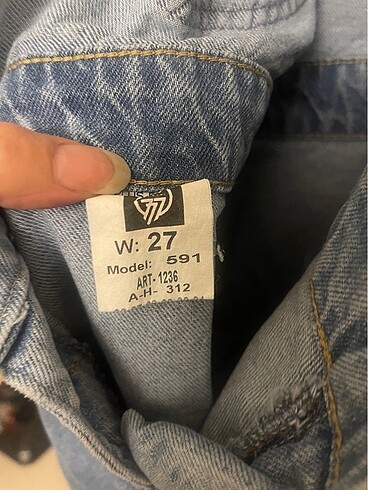 W: 27
Model: 591
ART- 1236
A-H- 312